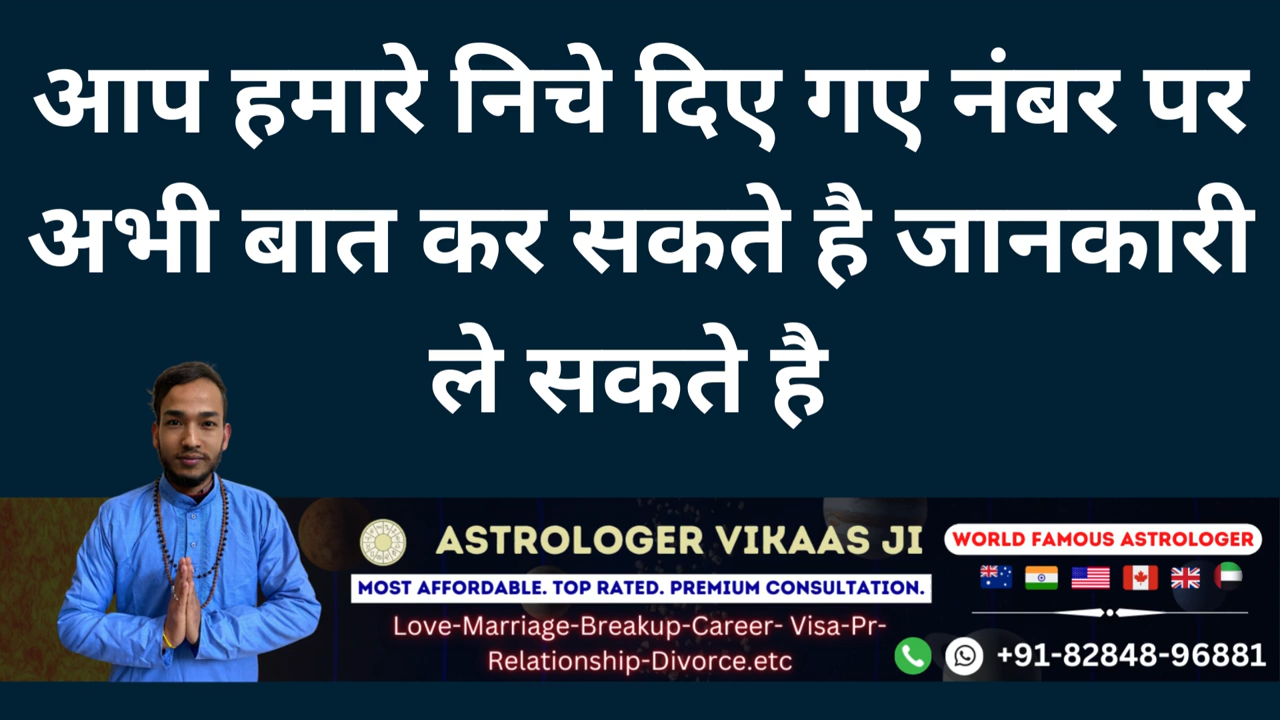 आप हमारे निचे दिए गए नंबर पर
अभी बात कर सकते है जानकारी
ले सकते है
ASTROLOGER VIKAAS JI
MOST AFFORDABLE. TOP RATED. PREMIUM CONSULTATION.
Love-Marriage-Breakup-Career- Visa-Pr-
Relationship-Divorce.etc
WORLD FAMOUS ASTROLOGER
+91-82848-96881